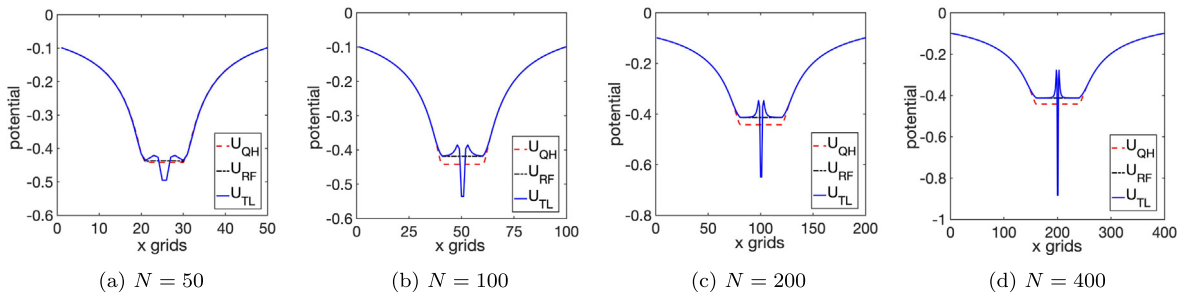 0
-0.1
-0.2
-0.3
-0.4
-0.5
-0.6
potential
0 10 20 30 40 50
x grids
U_QH
U_RF
U_TL
(a) N = 50
0
-0.1
-0.2
-0.3
-0.4
-0.5
-0.6
potential
0 25 50 75 100
x grids
U_QH
U_RF
U_TL
(b) N = 100
0
-0.2
-0.4
-0.6
-0.8
potential
0 50 100 150 200
x grids
U_QH
U_RF
U_TL
(c) N = 200
0
-0.2
-0.4
-0.6
-0.8
-1
potential
0 100 200 300 400
x grids
U_QH
U_RF
U_TL
(d) N = 400